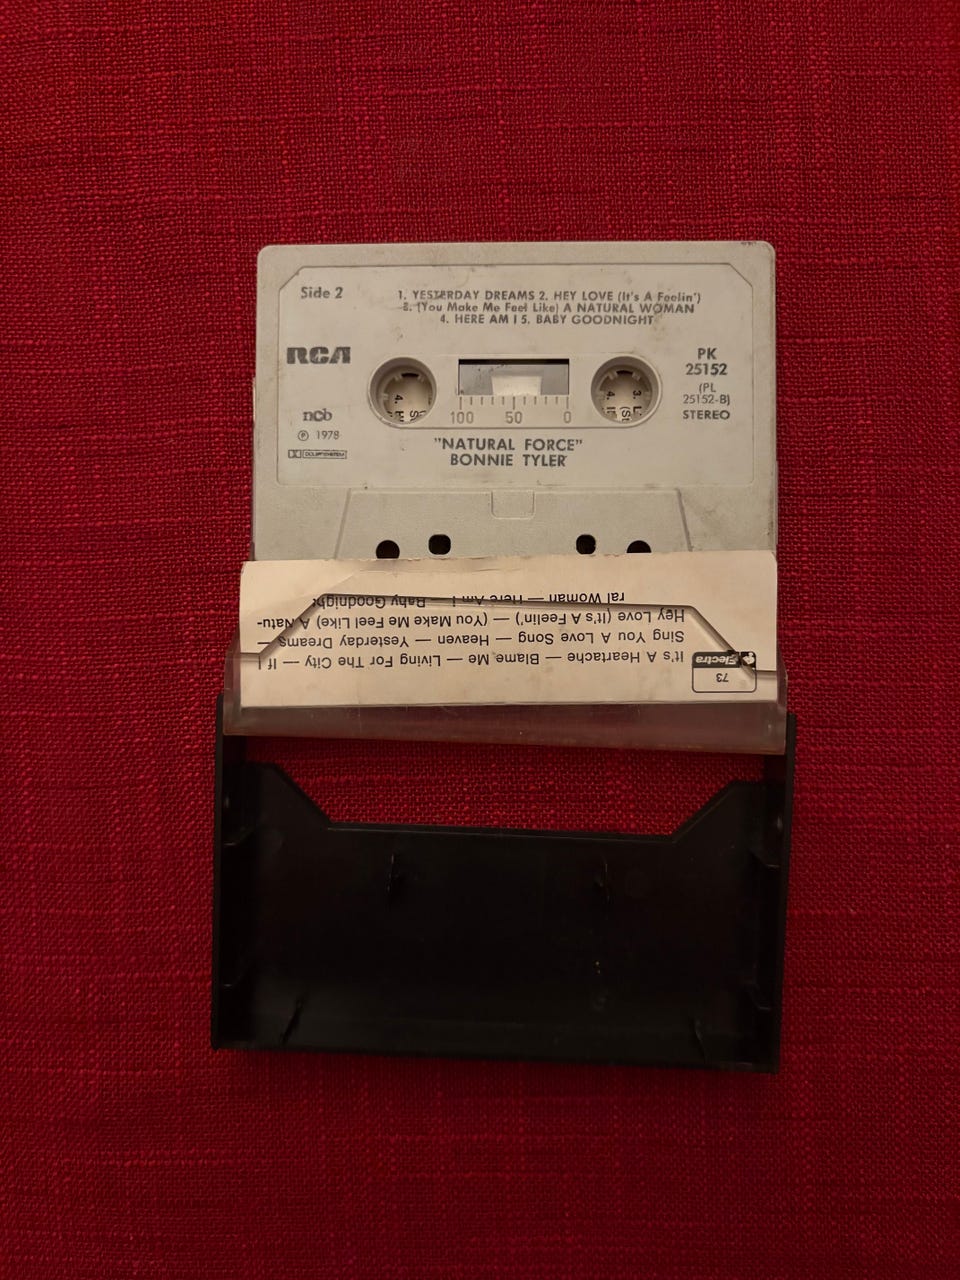 Side 2
1. YESTERDAY DREAMS 2. HEY LOVE (It's A Feelin')
3. (You Make Me Feel Like) A NATURAL WOMAN
4. HERE AM I 5. BABY GOODNIGHT
RCA
PK
25152
(PL
25152-B)
STEREO
ncb
℗ 1978
DOLBY SYSTEM
100 50 0
"NATURAL FORCE"
BONNIE TYLER
73
Electra
It's A Heartache — Blame Me — Living For The City — If I
Sing You A Love Song — Heaven — Yesterday Dreams —
Hey Love (It's A Feelin') — (You Make Me Feel Like) A Natu-
ral Woman — Here Am I — Baby Goodnight